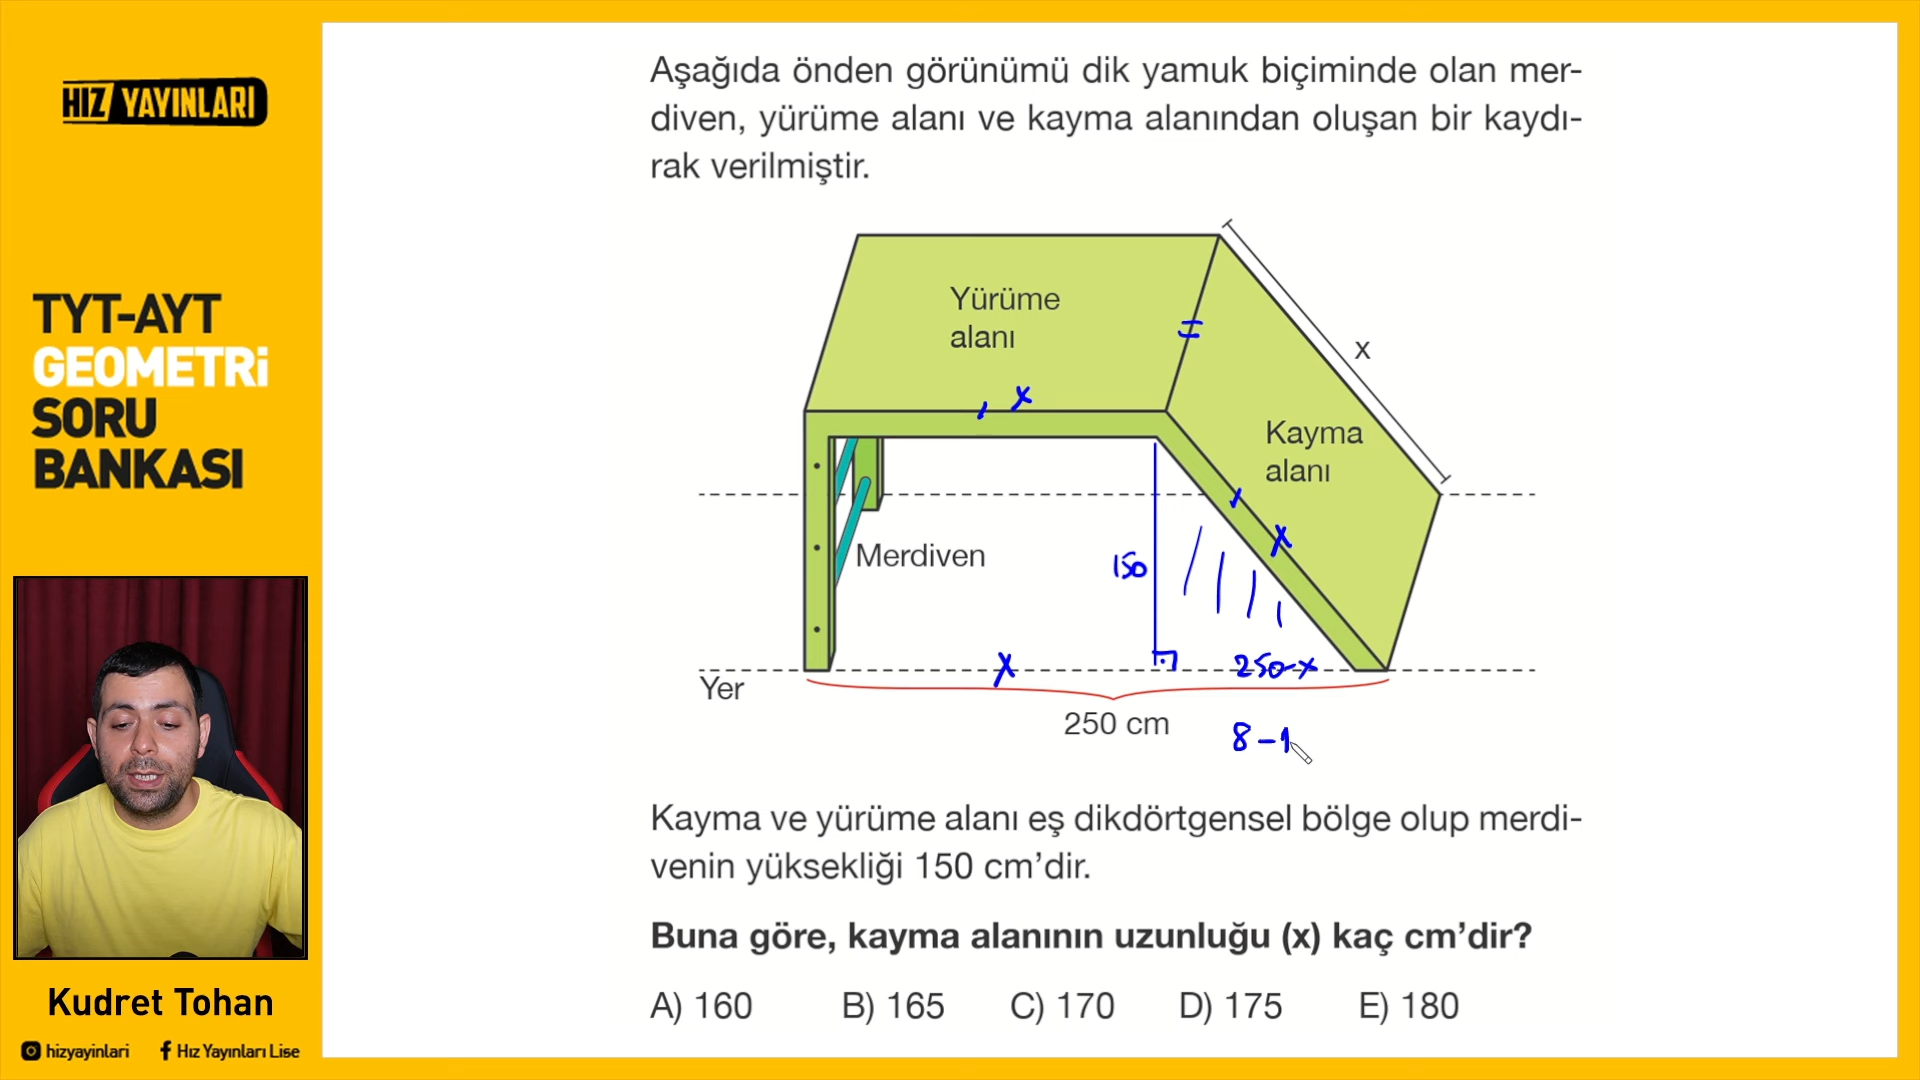 HIZ YAYINLARI
TYT-AYT
GEOMETRİ
SORU
BANKASI
Kudret Tohan
hizyayinlari
Hız Yayınları Lise
Aşağıda önden görünümü dik yamuk biçiminde olan mer-
diven, yürüme alanı ve kayma alanından oluşan bir kaydı-
rak verilmiştir.
Yürüme
alanı
x
x
Kayma
alanı
x
Merdiven
150
x
250-x
Yer
250 cm
8-1
Kayma ve yürüme alanı eş dikdörtgensel bölge olup merdi-
venin yüksekliği 150 cm'dir.
Buna göre, kayma alanının uzunluğu (x) kaç cm'dir?
A) 160 B) 165 C) 170 D) 175 E) 180